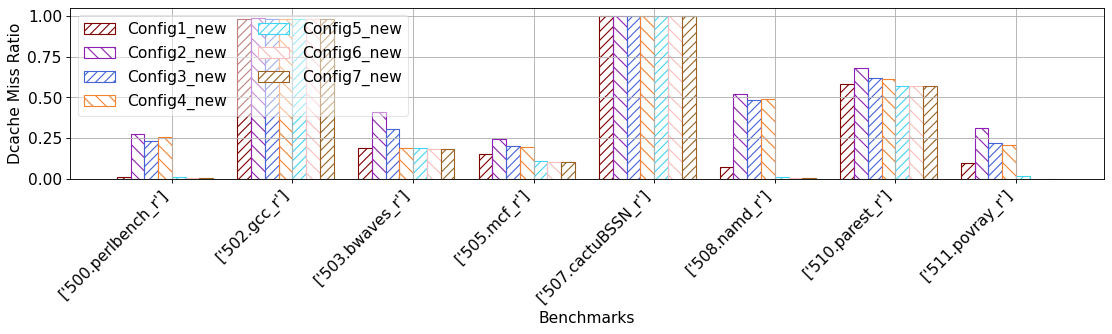 Dcache Miss Ratio
1.00
0.75
0.50
0.25
0.00
Config1_new
Config2_new
Config3_new
Config4_new
Config5_new
Config6_new
Config7_new
['500.perlbench_r']
['502.gcc_r']
['503.bwaves_r']
['505.mcf_r']
['507.cactuBSSN_r']
['508.namd_r']
['510.parest_r']
['511.povray_r']
Benchmarks